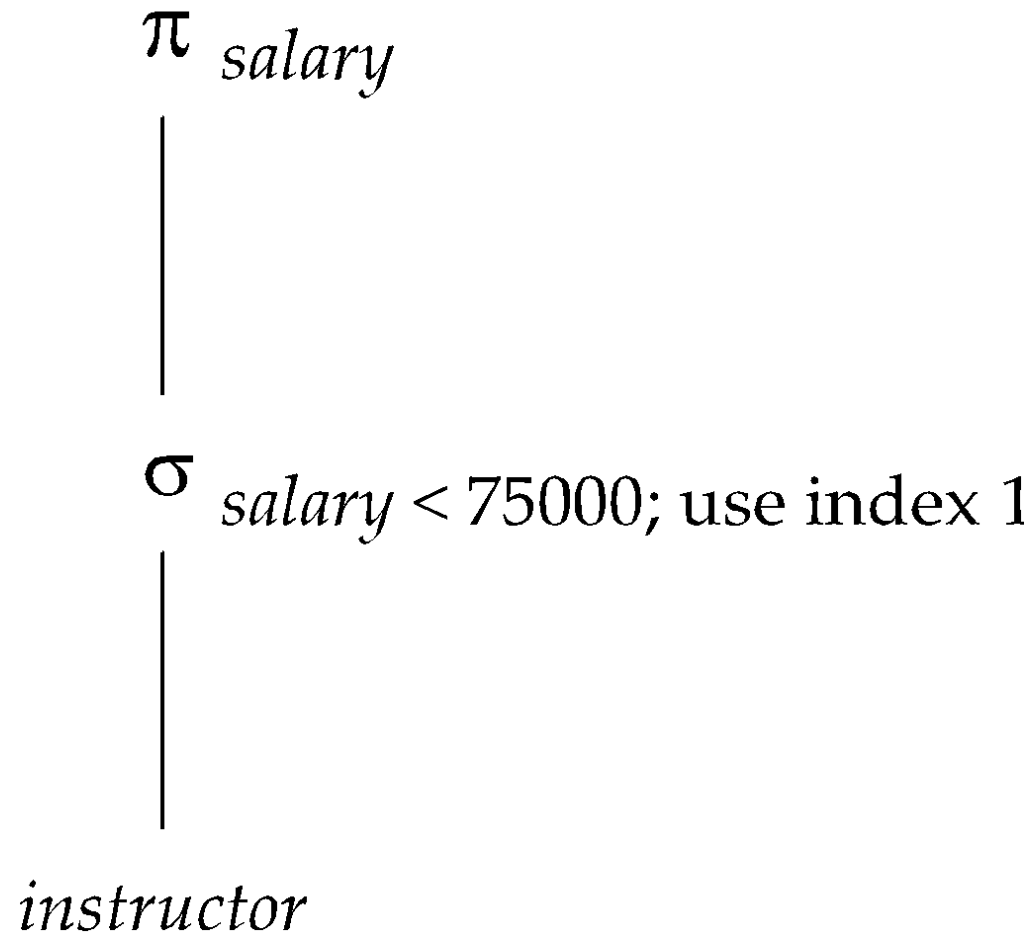 π salary
σ salary < 75000; use index 1
instructor